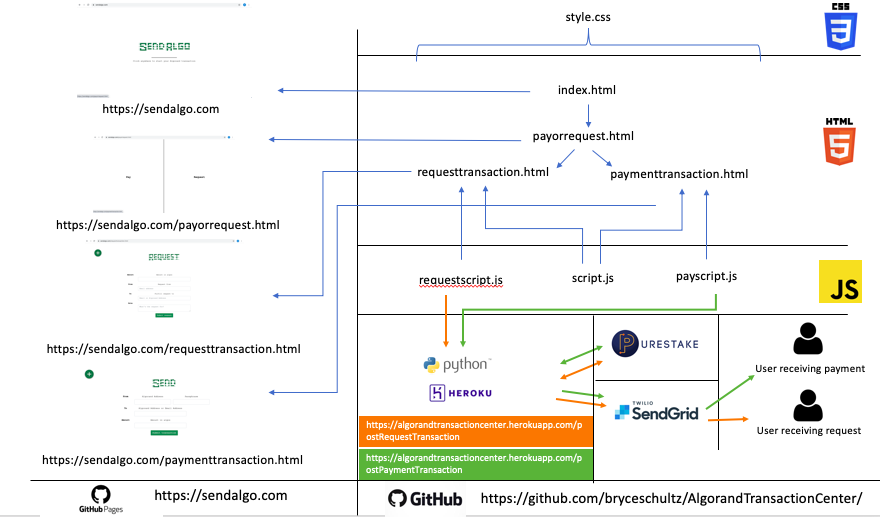 style.css
CSS
SENDALGO
https://sendalgo.com
index.html
HTML
payorrequest.html
Pay
Request
requesttransaction.html
paymenttransaction.html
https://sendalgo.com/payorrequest.html
REQUEST
requestscript.js
script.js
payscript.js
JS
https://sendalgo.com/requesttransaction.html
python™
PURESTAKE
HEROKU
User receiving payment
SEND
TWILIO
SendGrid
https://algorandtransactioncenter.herokuapp.com/p
ostRequestTransaction
User receiving request
https://algorandtransactioncenter.herokuapp.com/p
ostPaymentTransaction
https://sendalgo.com/paymenttransaction.html
GitHub Pages
https://sendalgo.com
GitHub
https://github.com/bryceschultz/AlgorandTransactionCenter/